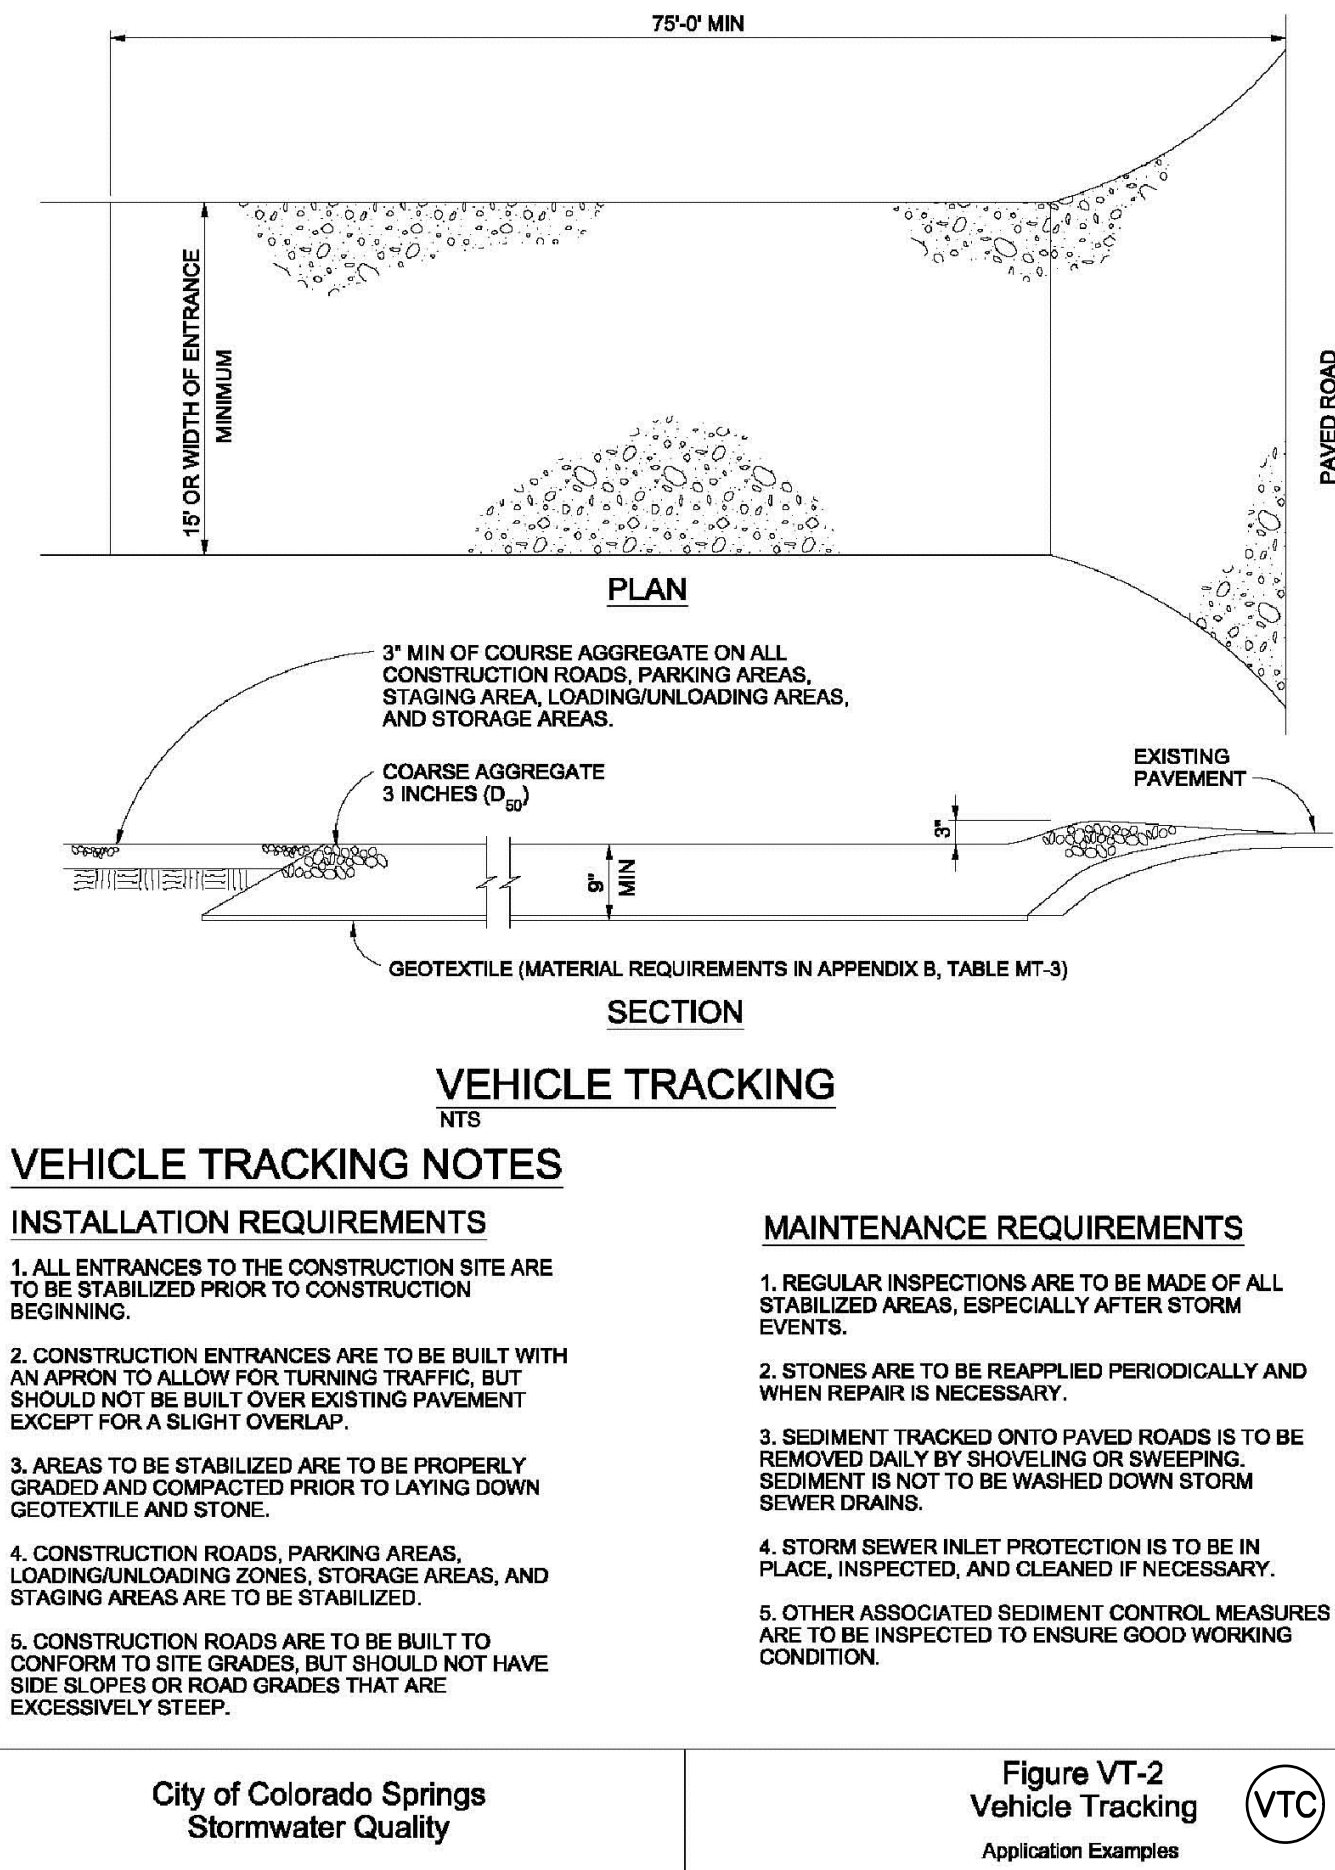 75'-0' MIN
15' OR WIDTH OF ENTRANCE
MINIMUM
PAVED ROAD
PLAN
3" MIN OF COURSE AGGREGATE ON ALL
CONSTRUCTION ROADS, PARKING AREAS,
STAGING AREA, LOADING/UNLOADING AREAS,
AND STORAGE AREAS.
COARSE AGGREGATE
3 INCHES (D50)
EXISTING
PAVEMENT
3"
9"
MIN
GEOTEXTILE (MATERIAL REQUIREMENTS IN APPENDIX B, TABLE MT-3)
SECTION
VEHICLE TRACKING
NTS
VEHICLE TRACKING NOTES
INSTALLATION REQUIREMENTS
1. ALL ENTRANCES TO THE CONSTRUCTION SITE ARE
TO BE STABILIZED PRIOR TO CONSTRUCTION
BEGINNING.
2. CONSTRUCTION ENTRANCES ARE TO BE BUILT WITH
AN APRON TO ALLOW FOR TURNING TRAFFIC, BUT
SHOULD NOT BE BUILT OVER EXISTING PAVEMENT
EXCEPT FOR A SLIGHT OVERLAP.
3. AREAS TO BE STABILIZED ARE TO BE PROPERLY
GRADED AND COMPACTED PRIOR TO LAYING DOWN
GEOTEXTILE AND STONE.
4. CONSTRUCTION ROADS, PARKING AREAS,
LOADING/UNLOADING ZONES, STORAGE AREAS, AND
STAGING AREAS ARE TO BE STABILIZED.
5. CONSTRUCTION ROADS ARE TO BE BUILT TO
CONFORM TO SITE GRADES, BUT SHOULD NOT HAVE
SIDE SLOPES OR ROAD GRADES THAT ARE
EXCESSIVELY STEEP.
MAINTENANCE REQUIREMENTS
1. REGULAR INSPECTIONS ARE TO BE MADE OF ALL
STABILIZED AREAS, ESPECIALLY AFTER STORM
EVENTS.
2. STONES ARE TO BE REAPPLIED PERIODICALLY AND
WHEN REPAIR IS NECESSARY.
3. SEDIMENT TRACKED ONTO PAVED ROADS IS TO BE
REMOVED DAILY BY SHOVELING OR SWEEPING.
SEDIMENT IS NOT TO BE WASHED DOWN STORM
SEWER DRAINS.
4. STORM SEWER INLET PROTECTION IS TO BE IN
PLACE, INSPECTED, AND CLEANED IF NECESSARY.
5. OTHER ASSOCIATED SEDIMENT CONTROL MEASURES
ARE TO BE INSPECTED TO ENSURE GOOD WORKING
CONDITION.
City of Colorado Springs
Stormwater Quality
Figure VT-2
Vehicle Tracking
Application Examples
VTC